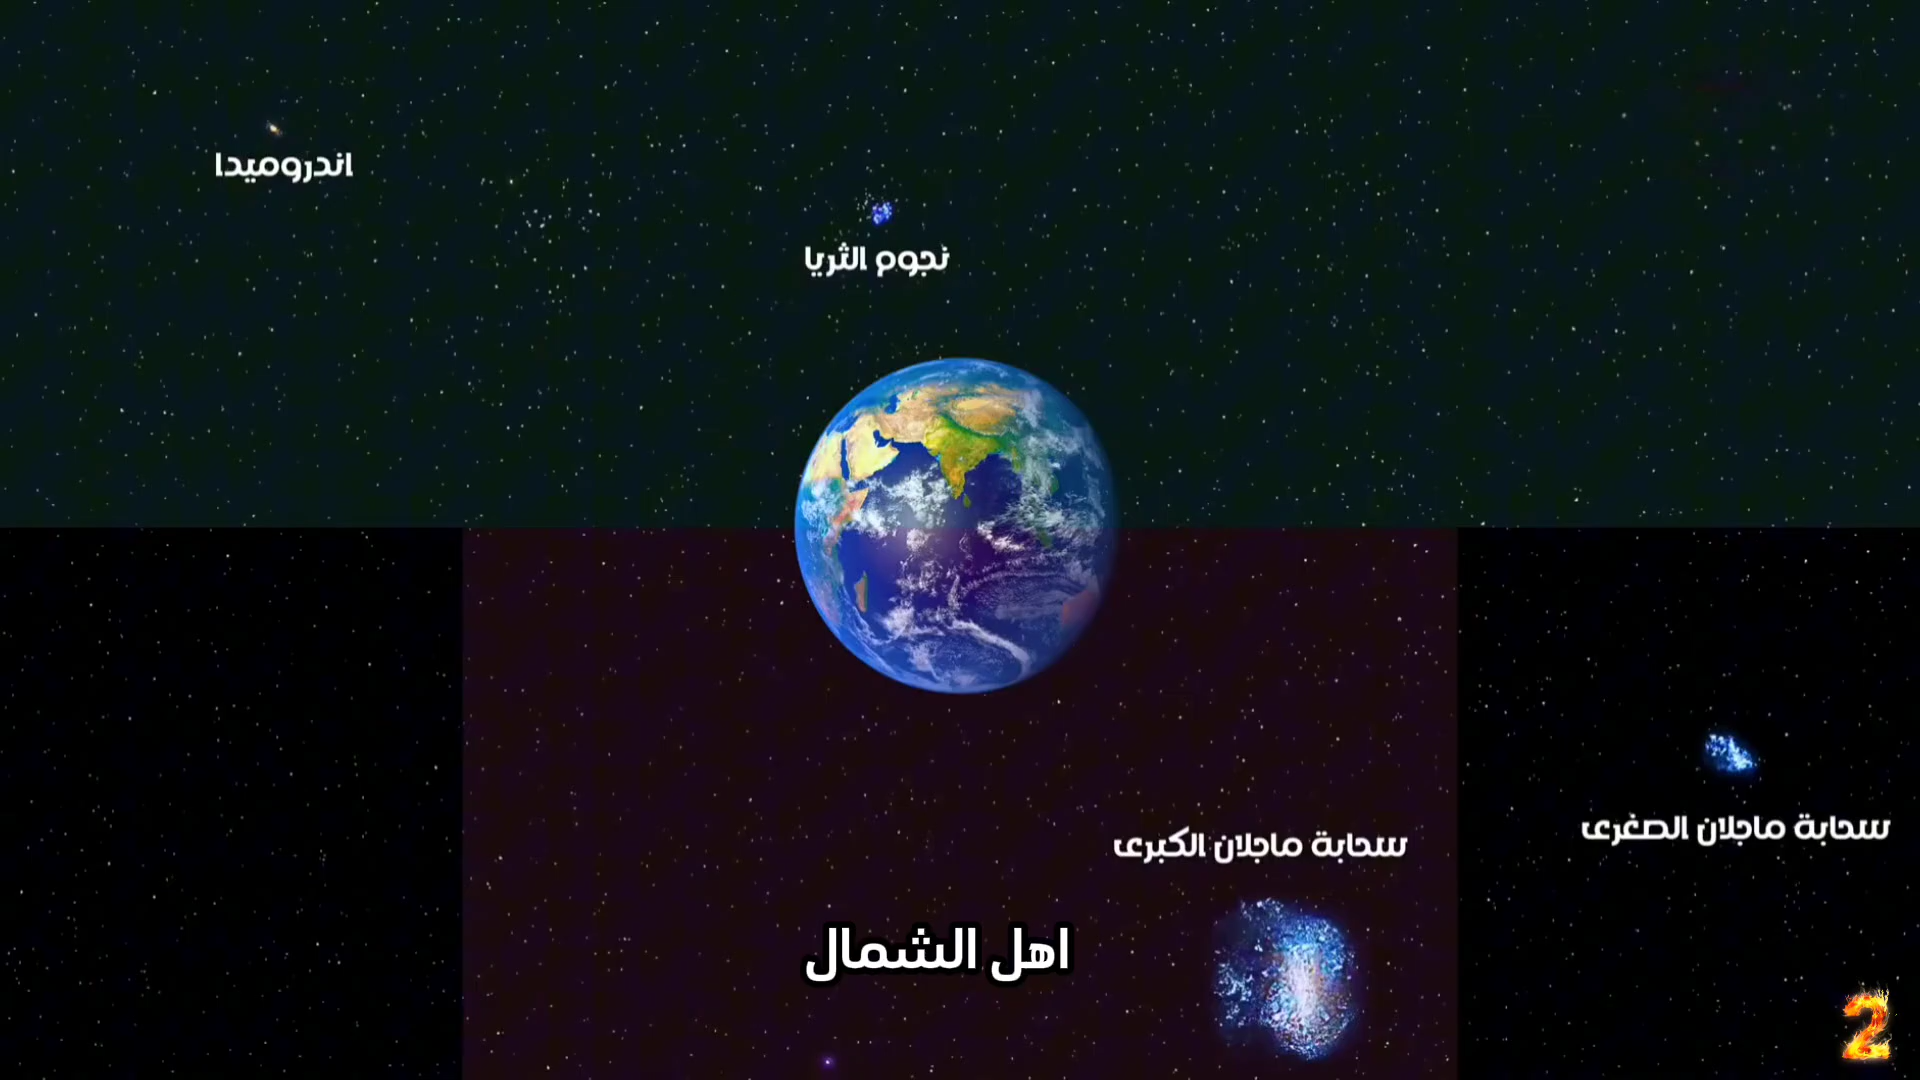 اندروميدا
نجوم الثريا
سحابة ماجلان الصغرى
سحابة ماجلان الكبرى
اهل الشمال
2